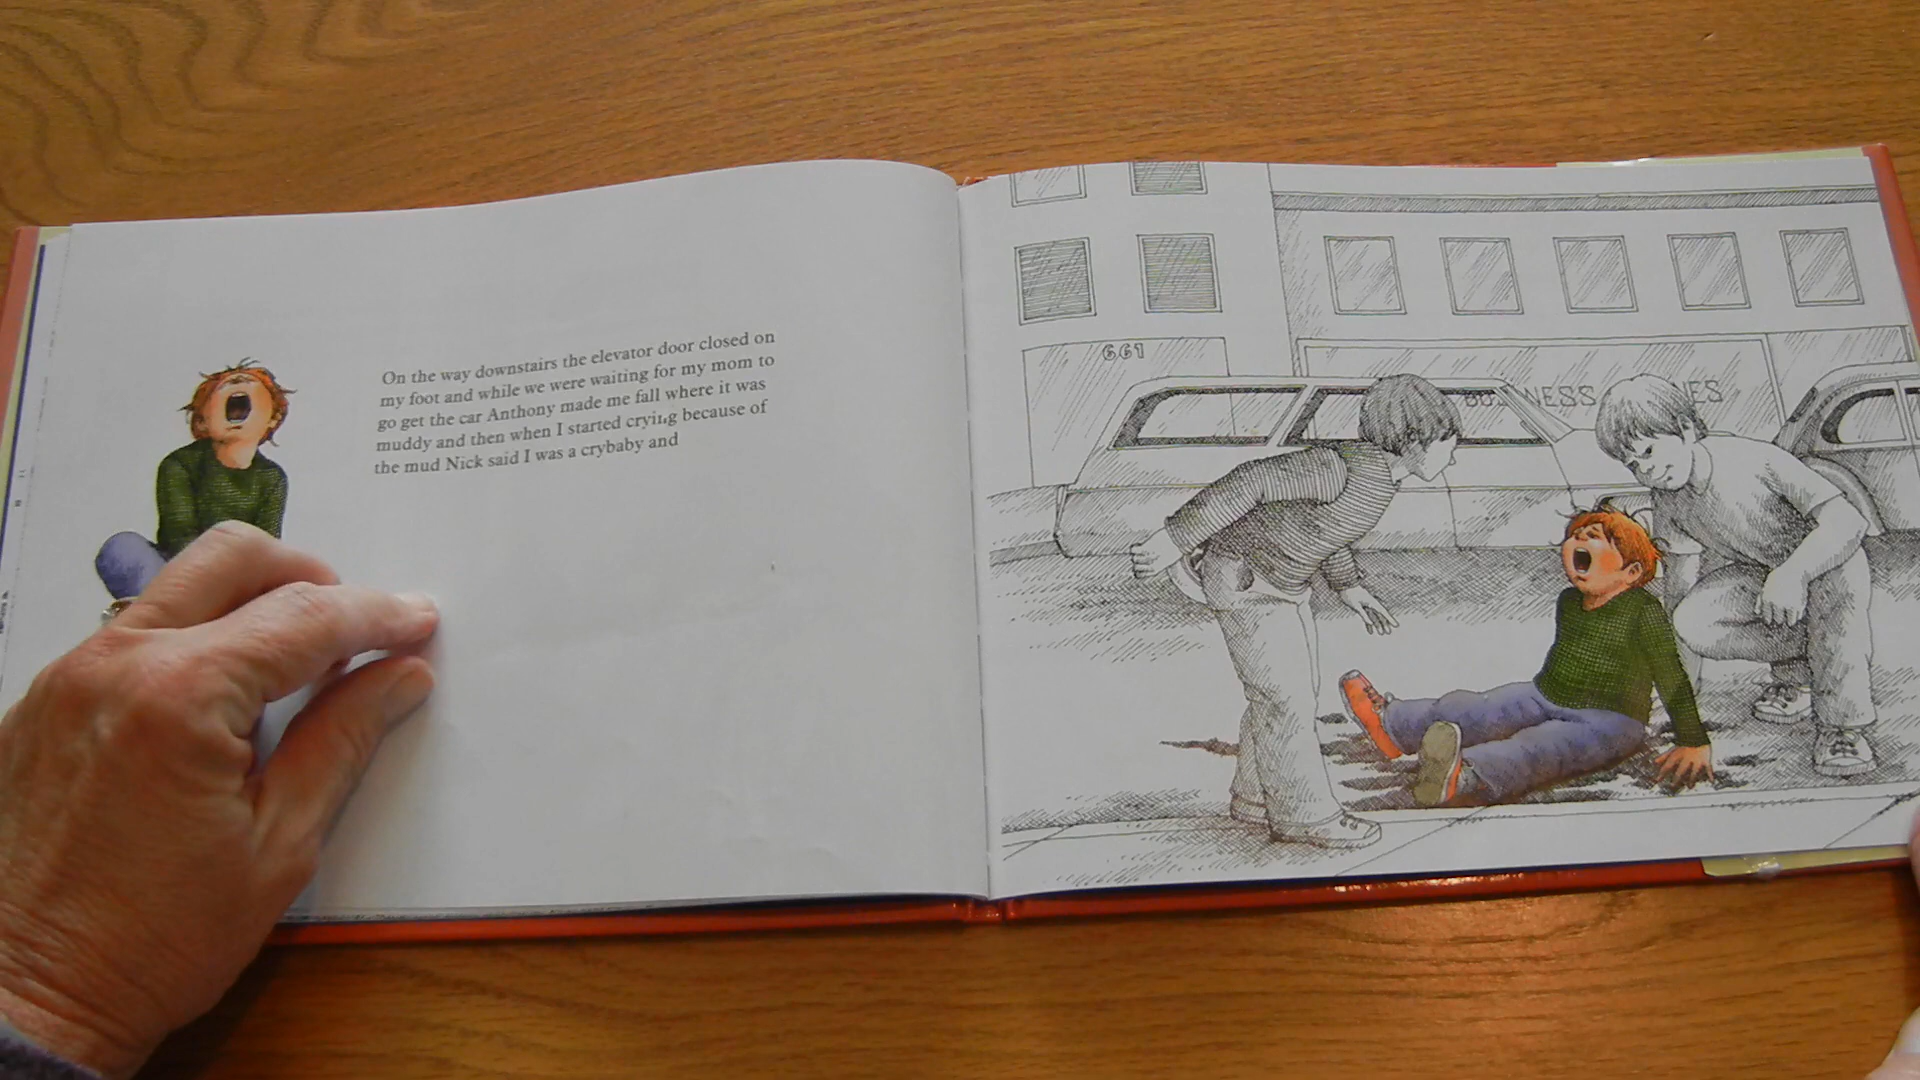 On the way downstairs the elevator door closed on
my foot and while we were waiting for my mom to
go get the car Anthony made me fall where it was
muddy and then when I started crying because of
the mud Nick said I was a crybaby and
661